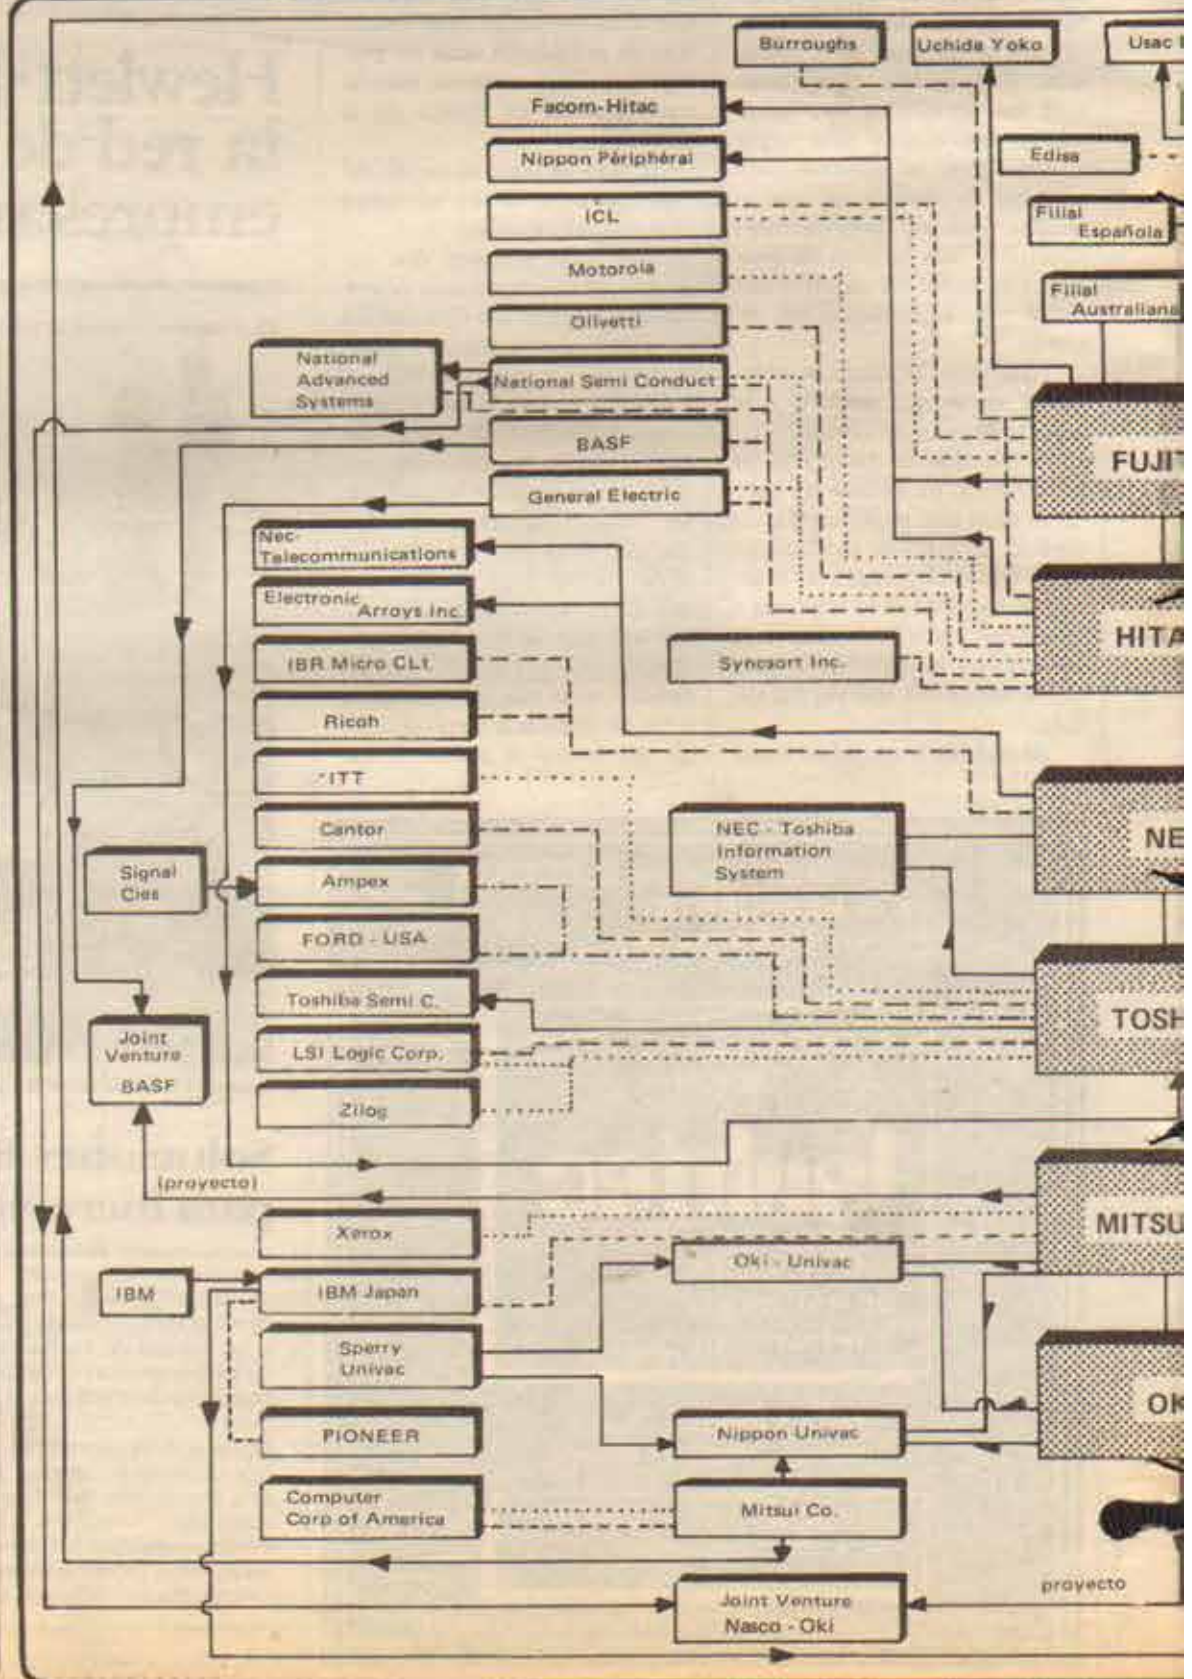 Burroughs
Uchida Yoko
Usac
Facom-Hitac
Nippon Périphéral
Edisa
ICL
Filial
Española
Motorola
Filial
Australiana
Olivetti
National
Advanced
Systems
National Semi Conduct
BASF
FUJIT
General Electric
Nec-
Telecommunications
Electronic
Arrays Inc.
HITA
IBR Micro CLt.
Syncsort Inc.
Ricoh
ITT
Cantor
NEC - Toshiba
Information
System
NE
Signal
Cies
Ampex
FORD - USA
Toshiba Semi C.
TOSH
Joint
Venture
BASF
LSI Logic Corp.
Zilog
(proyecto)
Xerox
MITSU
Oki - Univac
IBM
IBM Japan
Sperry
Univac
OK
PIONEER
Nippon Univac
Computer
Corp of America
Mitsui Co.
Joint Venture
Nasco - Oki
proyecto